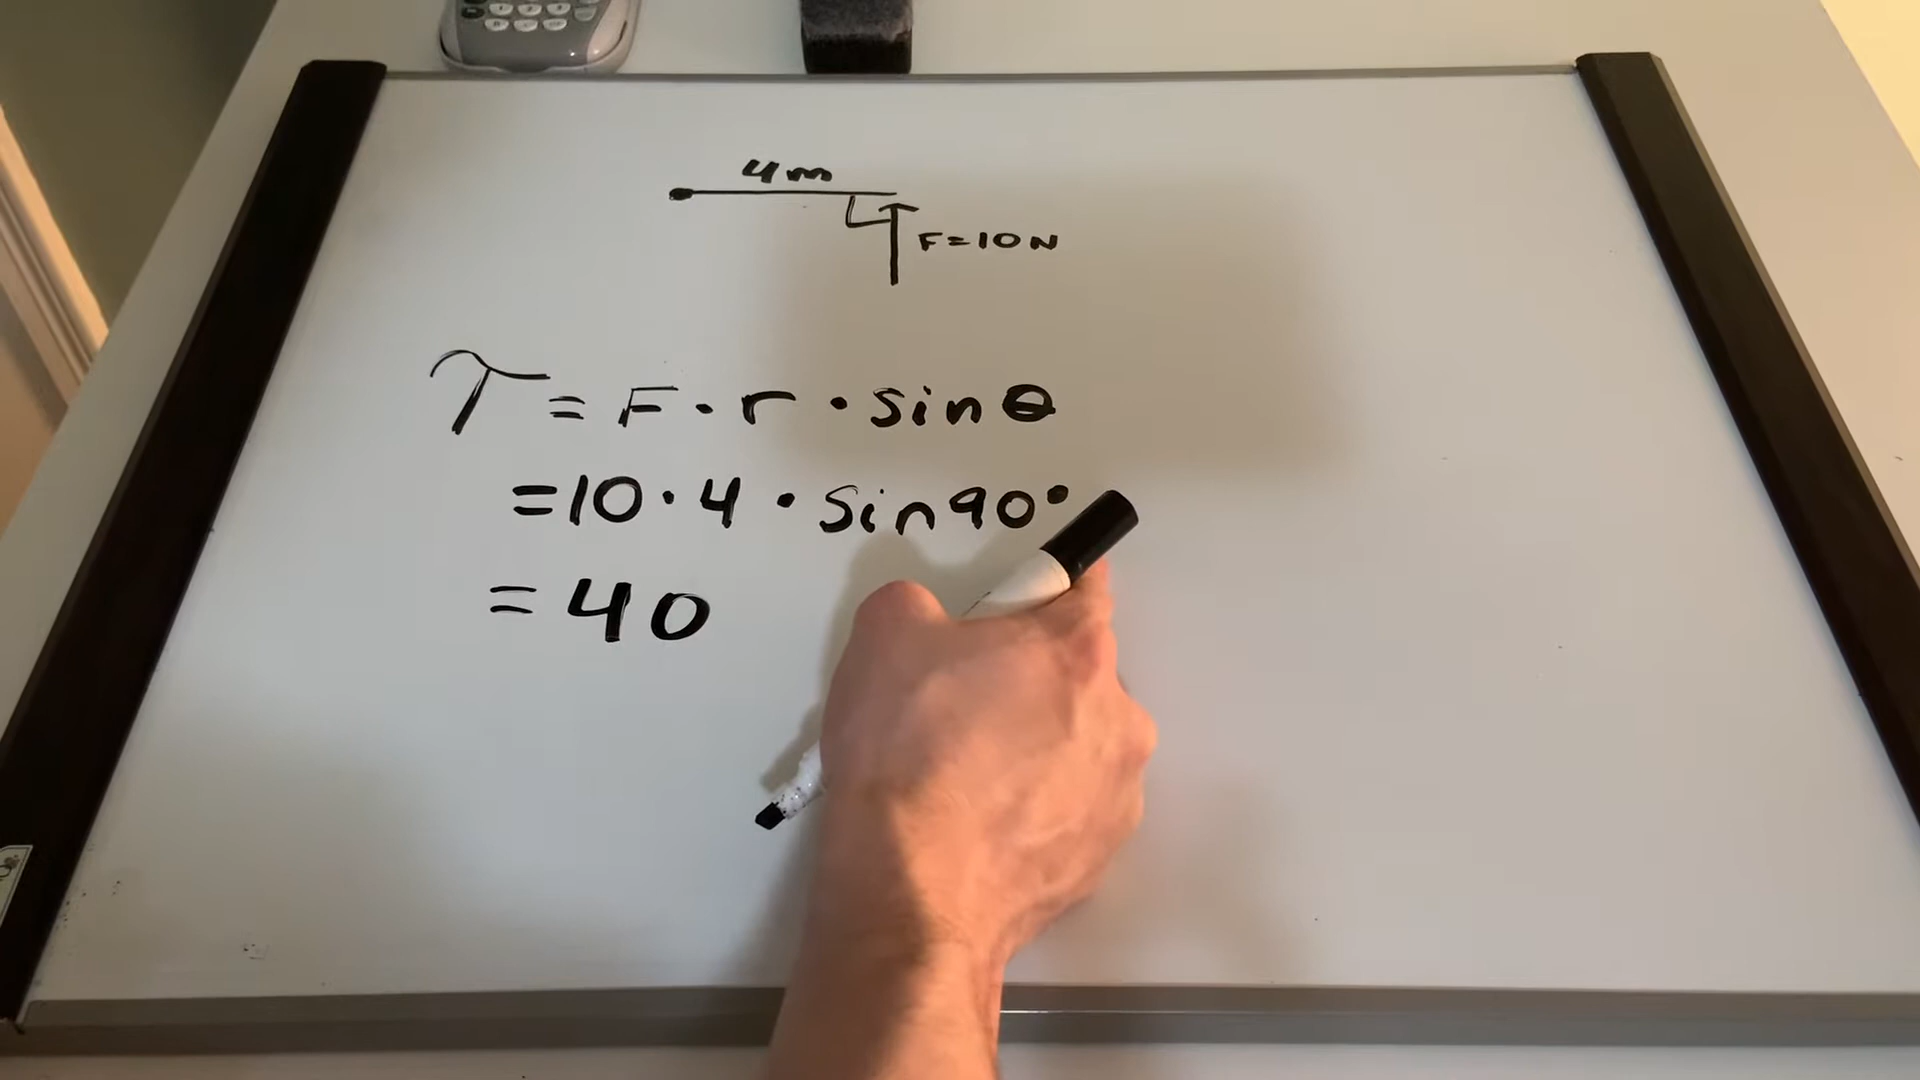 4m
F=10N
τ = F · r · sinθ
=10 · 4 · sin90°
= 40